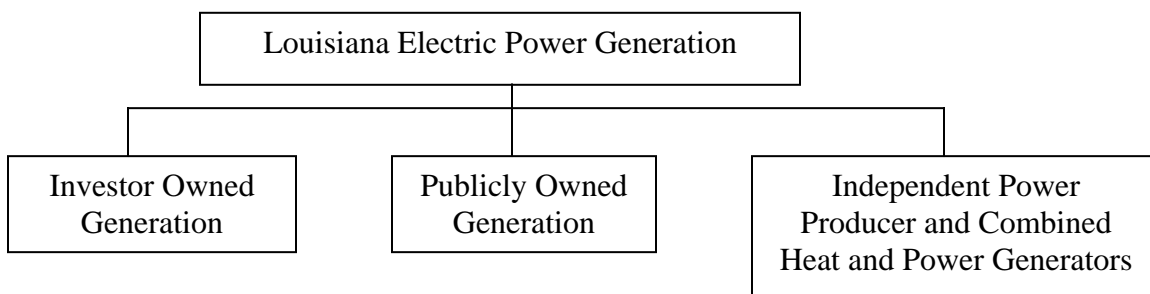 Louisiana Electric Power Generation
Investor Owned
Generation
Publicly Owned
Generation
Independent Power
Producer and Combined
Heat and Power Generators